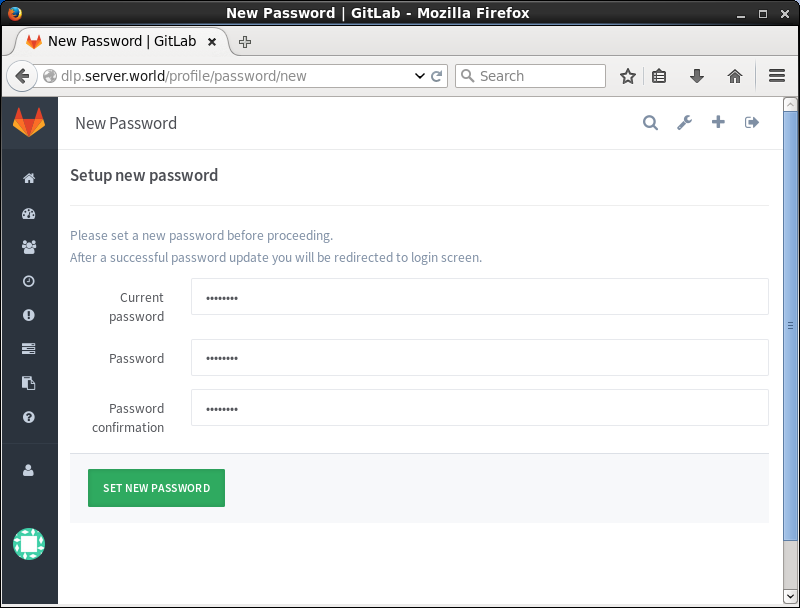 New Password | GitLab - Mozilla Firefox
New Password | GitLab
dlp.server.world/profile/password/new
Search
New Password
Setup new password
Please set a new password before proceeding.
After a successful password update you will be redirected to login screen.
Current
password
••••••••
Password
••••••••
Password
confirmation
••••••••
SET NEW PASSWORD